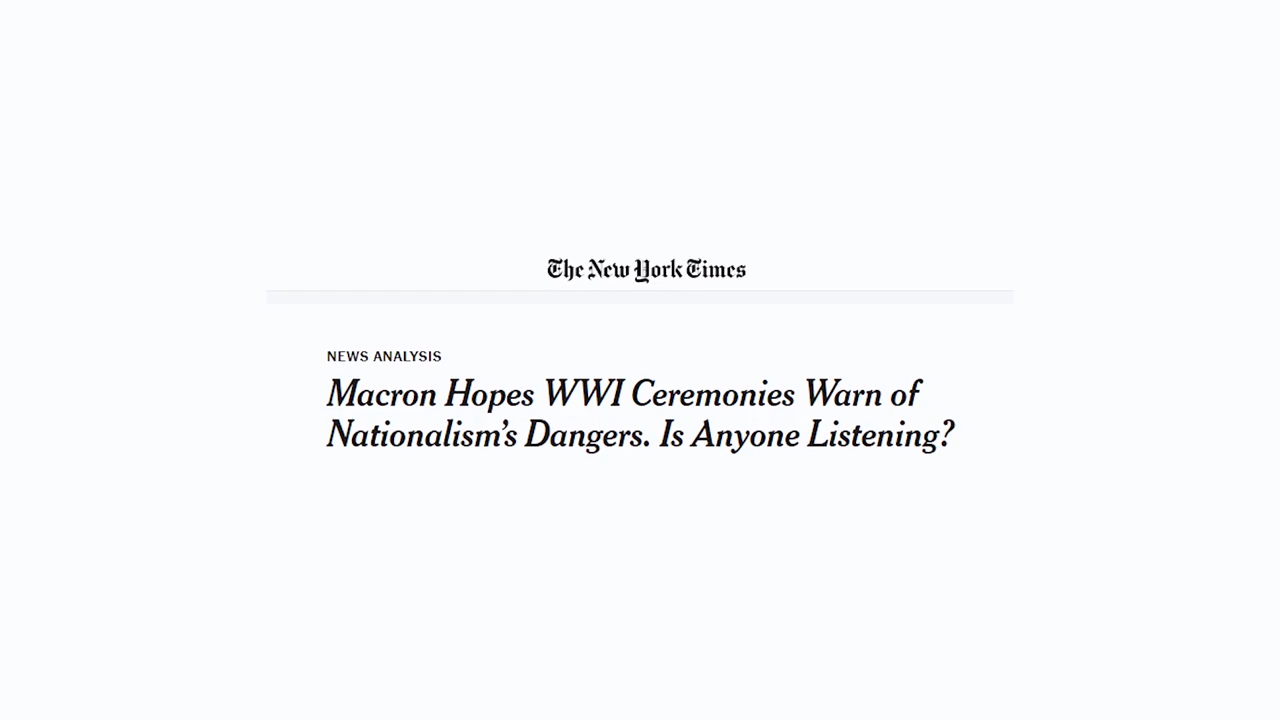 The New York Times
NEWS ANALYSIS
Macron Hopes WWI Ceremonies Warn of
Nationalism’s Dangers. Is Anyone Listening?